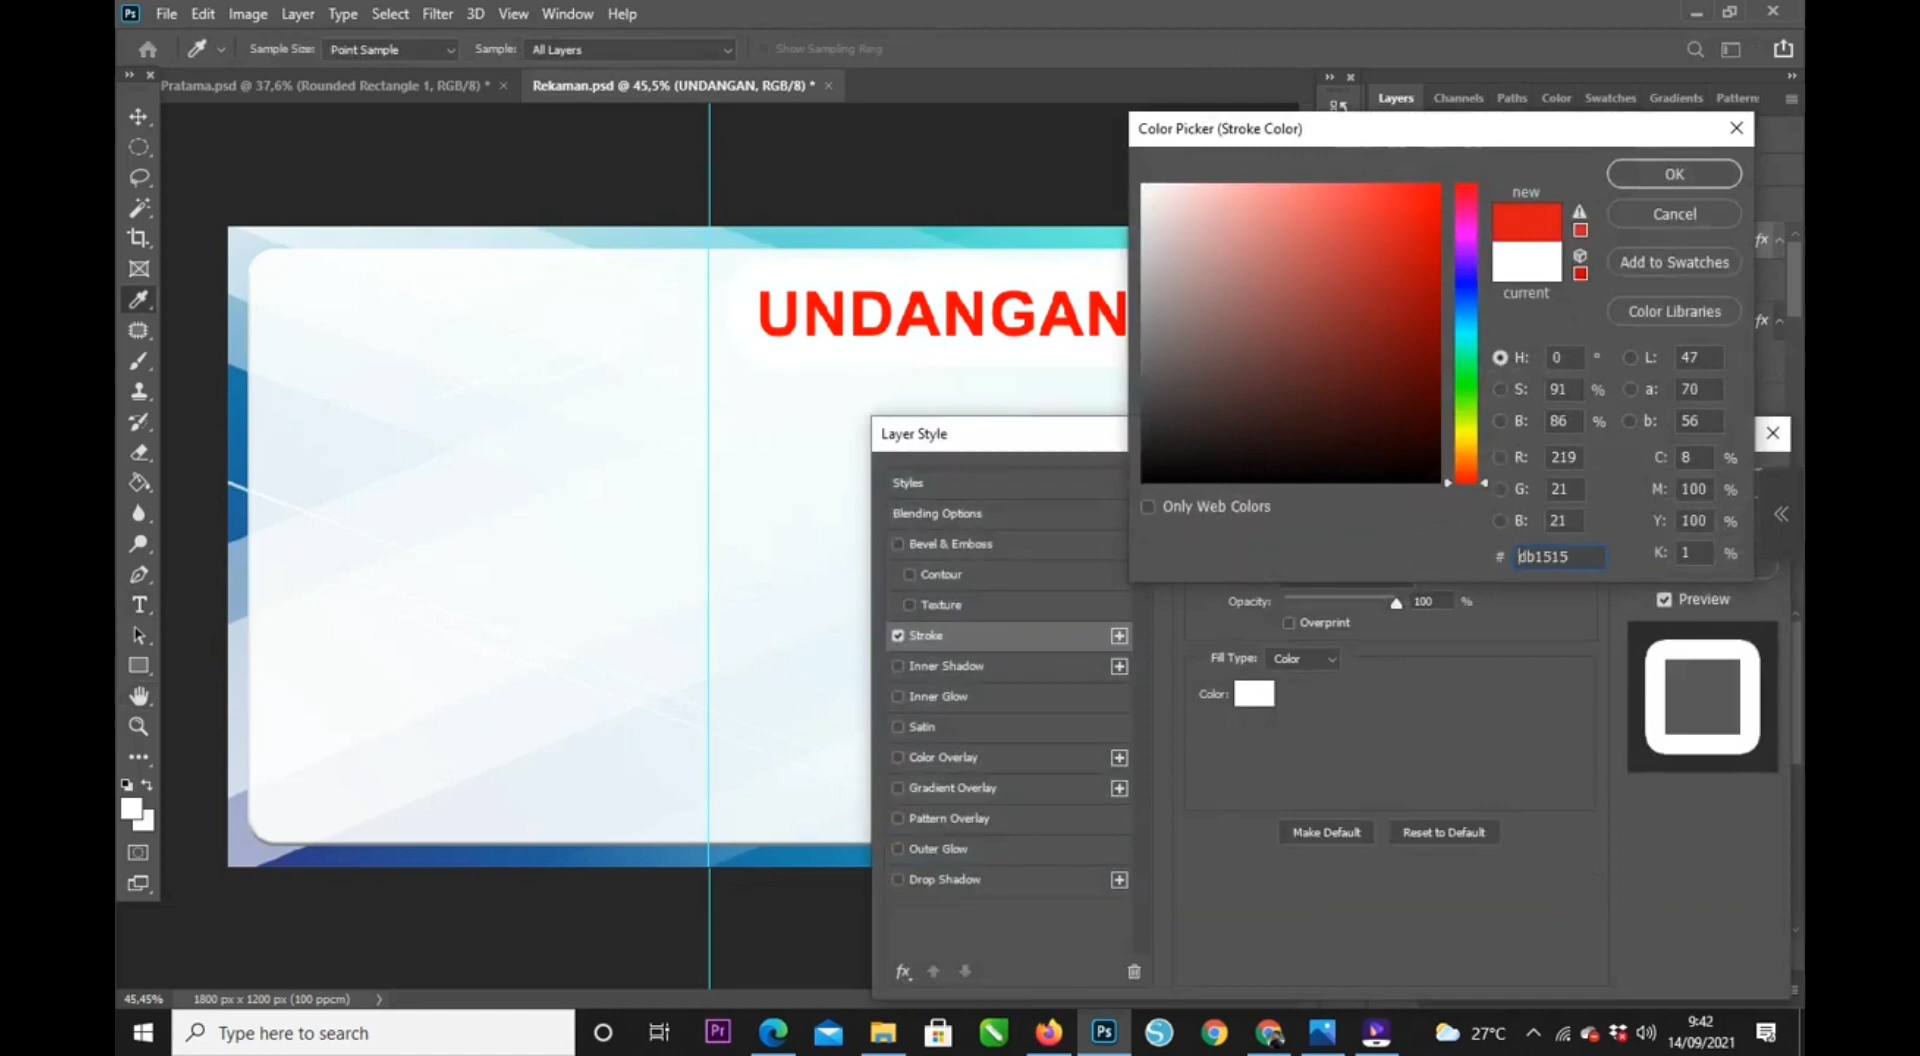 Ps File Edit Image Layer Type Select Filter 3D View Window Help
Sample Size: Point Sample Sample: All Layers Show Sampling Ring
Pratama.psd @ 37,6% (Rounded Rectangle 1, RGB/8) * × Rekaman.psd @ 45,5% (UNDANGAN, RGB/8) * ×
Layers Channels Paths Color Swatches Gradients Patterns
Color Picker (Stroke Color)
OK
new
Cancel
Add to Swatches
current
Color Libraries
UNDANGAN
H: 0 ° L: 47
S: 91 % a: 70
B: 86 % b: 56
R: 219 C: 8 %
G: 21 M: 100 %
B: 21 Y: 100 %
# db1515 K: 1 %
Only Web Colors
Layer Style
Styles
Blending Options
Bevel & Emboss
Contour
Texture
Stroke
Inner Shadow
Inner Glow
Satin
Color Overlay
Gradient Overlay
Pattern Overlay
Outer Glow
Drop Shadow
fx
Opacity: 100 %
Overprint
Fill Type: Color
Color:
Make Default Reset to Default
Preview
fx
fx
45,45% 1800 px x 1200 px (100 ppcm)
Type here to search
Pr
Ps
27°C
9:42
14/09/2021